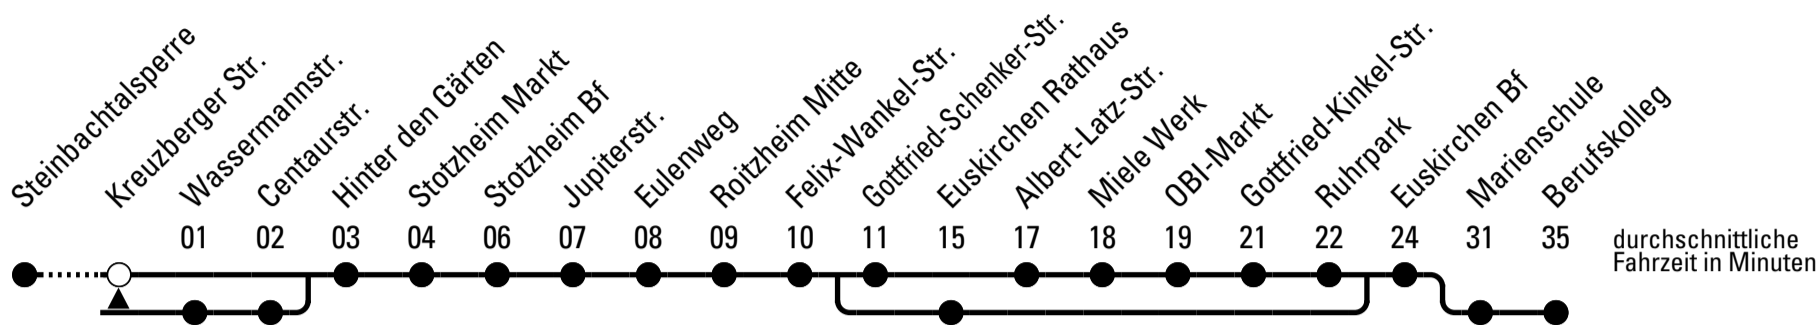 Steinbachtalsperre
Kreuzberger Str.
Wassermannstr.
Centaurstr.
Hinter den Gärten
Stotzheim Markt
Stotzheim Bf
Jupiterstr.
Eulenweg
Roitzheim Mitte
Felix-Wankel-Str.
Gottfried-Schenker-Str.
Euskirchen Rathaus
Albert-Latz-Str.
Miele Werk
OBI-Markt
Gottfried-Kinkel-Str.
Ruhrpark
Euskirchen Bf
Marienschule
Berufskolleg
01 02 03 04 06 07 08 09 10 11 15 17 18 19 21 22 24 31 35
durchschnittliche
Fahrzeit in Minuten